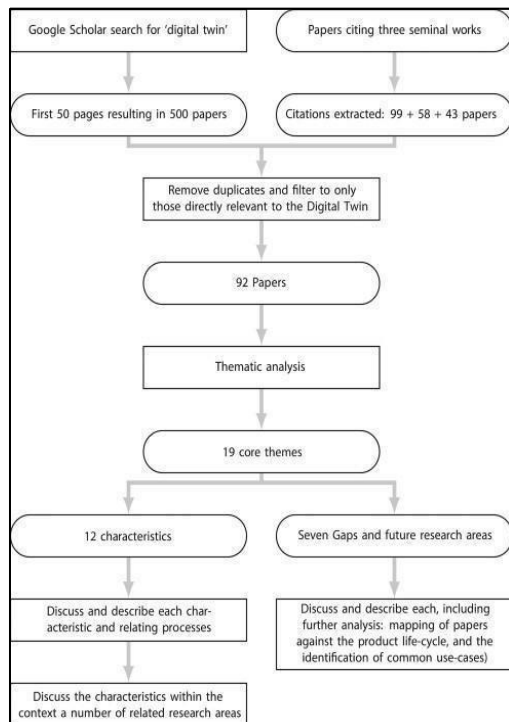 Google Scholar search for 'digital twin'
Papers citing three seminal works
First 50 pages resulting in 500 papers
Citations extracted: 99 + 58 + 43 papers
Remove duplicates and filter to only
those directly relevant to the Digital Twin
92 Papers
Thematic analysis
19 core themes
12 characteristics
Seven Gaps and future research areas
Discuss and describe each char-
acteristic and relating processes
Discuss and describe each, including
further analysis: mapping of papers
against the product life-cycle, and the
identification of common use-cases)
Discuss the characteristics within the
context a number of related research areas